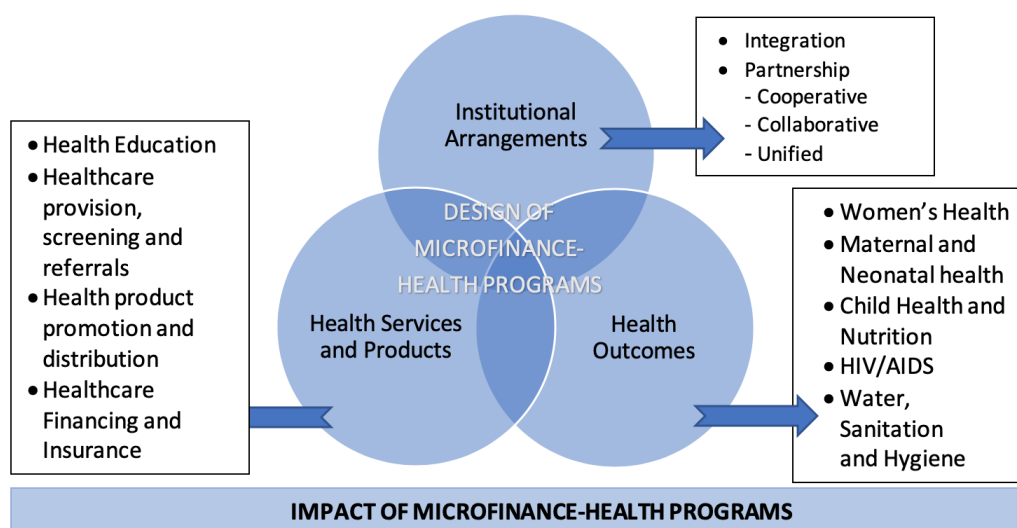 Institutional
Arrangements
• Integration
• Partnership
- Cooperative
- Collaborative
- Unified
• Health Education
• Healthcare
provision,
screening and
referrals
• Health product
promotion and
distribution
• Healthcare
Financing and
Insurance
DESIGN OF
MICROFINANCE-
HEALTH PROGRAMS
Health Services
and Products
Health
Outcomes
• Women’s Health
• Maternal and
Neonatal health
• Child Health and
Nutrition
• HIV/AIDS
• Water,
Sanitation
and Hygiene
IMPACT OF MICROFINANCE-HEALTH PROGRAMS